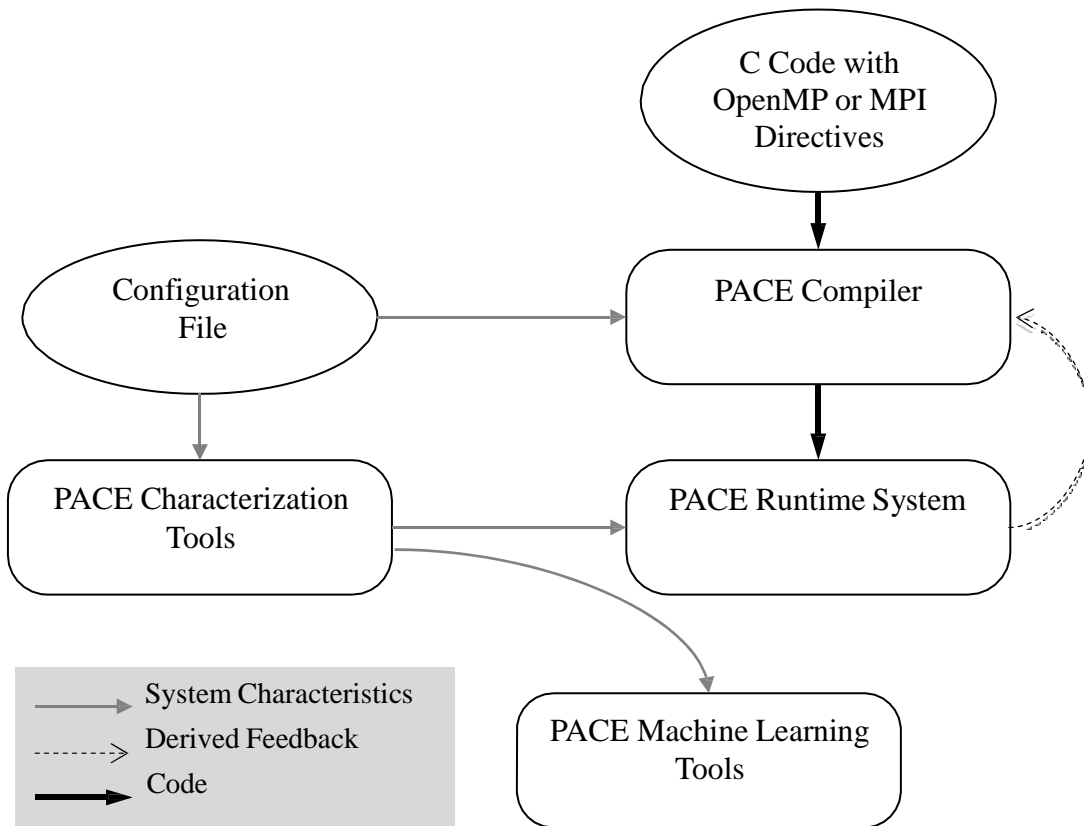 C Code with
OpenMP or MPI
Directives
Configuration
File
PACE Compiler
PACE Characterization
Tools
PACE Runtime System
System Characteristics
Derived Feedback
Code
PACE Machine Learning
Tools